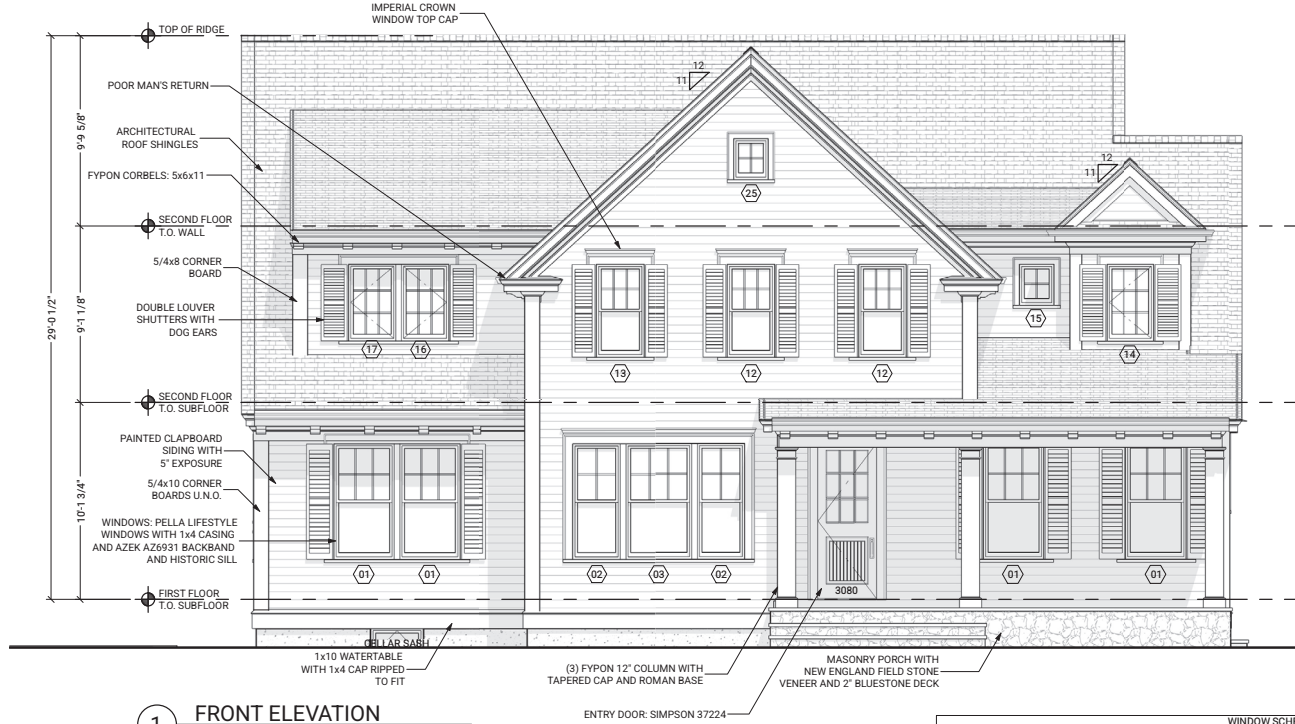 IMPERIAL CROWN
WINDOW TOP CAP
TOP OF RIDGE
12
11
POOR MAN'S RETURN
ARCHITECTURAL
ROOF SHINGLES
9'-9 5/8"
FYPON CORBELS: 5x6x11
25
12
11
SECOND FLOOR
T.O. WALL
5/4x8 CORNER
BOARD
DOUBLE LOUVER
SHUTTERS WITH
DOG EARS
29'-0 1/2"
9'-1 1/8"
17
16
13
12
12
15
14
SECOND FLOOR
T.O. SUBFLOOR
PAINTED CLAPBOARD
SIDING WITH
5" EXPOSURE
5/4x10 CORNER
BOARDS U.N.O.
10'-1 3/4"
WINDOWS: PELLA LIFESTYLE
WINDOWS WITH 1x4 CASING
AND AZEK AZ6931 BACKBAND
AND HISTORIC SILL
01
01
02
03
02
3080
01
01
FIRST FLOOR
T.O. SUBFLOOR
CELLAR SASH
1x10 WATERTABLE
WITH 1x4 CAP RIPPED
TO FIT
(3) FYPON 12" COLUMN WITH
TAPERED CAP AND ROMAN BASE
MASONRY PORCH WITH
NEW ENGLAND FIELD STONE
VENEER AND 2" BLUESTONE DECK
1
FRONT ELEVATION
ENTRY DOOR: SIMPSON 37224
WINDOW SCH